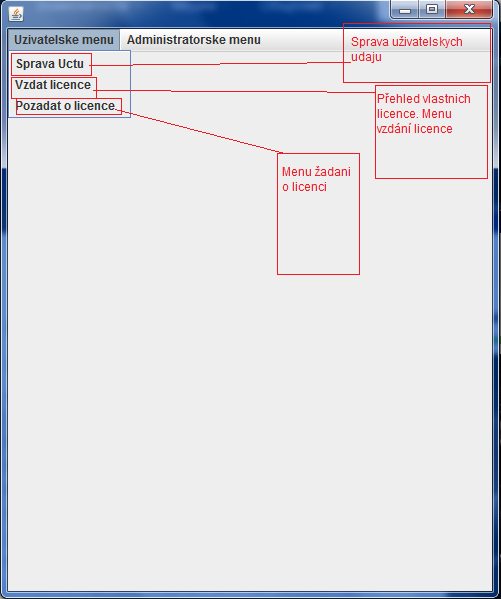 Uzivatelske menu Administratorske menu
Sprava uživatelskych
udaju
Sprava Uctu
Vzdat licence
Pozadat o licence
Přehled vlastnich
licence. Menu
vzdání licence
Menu žadani
o licenci